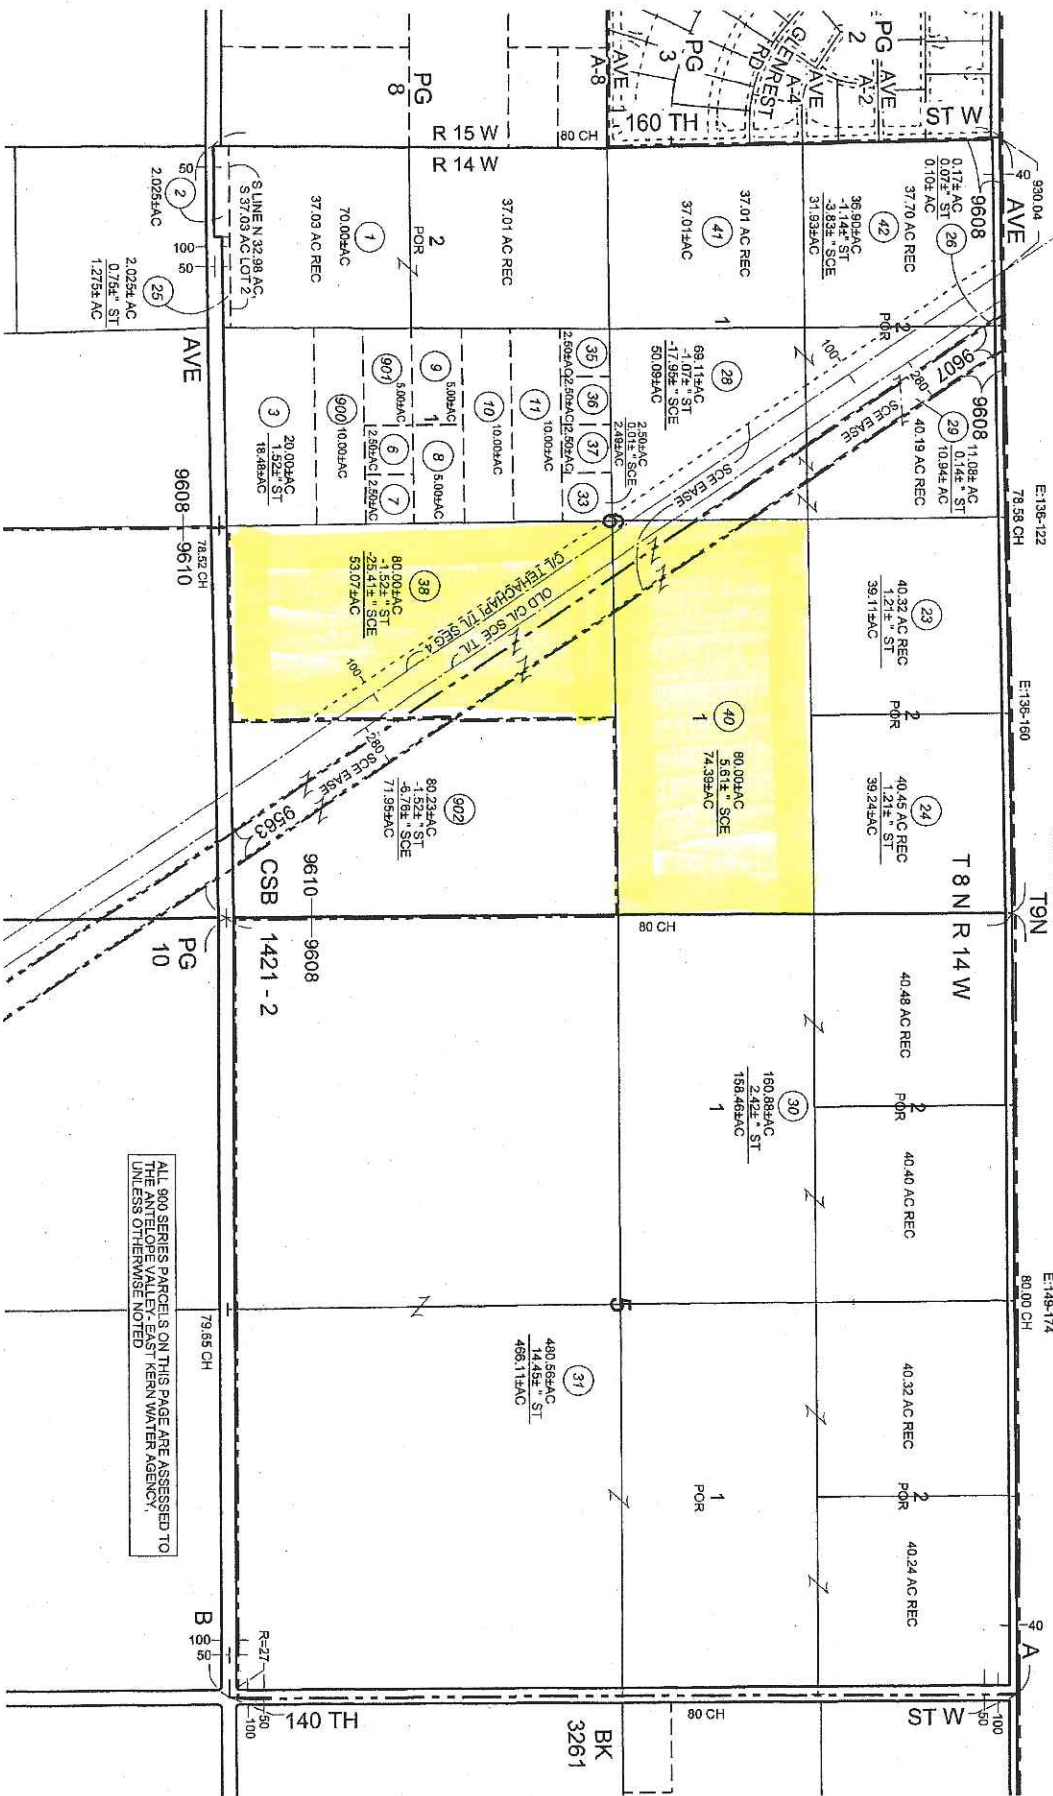 E:136-122
E:136-160
E:149-174
930.04
40
AVE
78.58 CH
T9N
80.00 CH
40
A
PG
2
AVE
A-2
ST W
9608
26
0.17± AC
0.07± " ST
0.10± AC
37.70 AC REC
42
36.90±AC
-1.14± " ST
-3.83± " SCE
31.93±AC
2
POR
9607
9608
29
11.08± AC
0.14± " ST
10.94± AC
40.19 AC REC
280
SCE EASE
100
23
40.32 AC REC
1.21± " ST
39.11±AC
2
POR
24
40.45 AC REC
1.21± " ST
39.24±AC
T 8 N R 14 W
40.48 AC REC
2
POR
40.40 AC REC
40.32 AC REC
2
POR
40.24 AC REC
ST W
50
100
GLENREST
RD
A-4
AVE
PG
3
AVE
A-8
160 TH
37.01 AC REC
41
37.01±AC
1
28
69.11±AC
-1.07± " ST
-17.95± " SCE
50.09±AC
SCE EASE
40
1
80.00±AC
5.61± " SCE
74.39±AC
30
160.88±AC
2.42± " ST
158.46±AC
1
1
POR
80 CH
80 CH
80 CH
6
5
BK
3261
R 15 W
R 14 W
37.01 AC REC
2
POR
1
70.00±AC
37.03 AC REC
S LINE N 32.98 AC,
S 37.03 AC LOT 2
35
2.50±AC
36
2.50±AC
37
2.50±AC
33
2.50±AC
0.01± " SCE
2.49±AC
11
10.00±AC
10
10.00±AC
9
5.00±AC
1
8
5.00±AC
901
5.00±AC
6
2.50±AC
7
2.50±AC
900
10.00±AC
3
20.00±AC
1.52± " ST
18.48±AC
38
80.00±AC
-1.52± " ST
-25.41± " SCE
53.07±AC
C/L TEHACHAPI T/L SEG 4
OLD C/L SCE T/L
100
280
SCE EASE
902
80.23±AC
-1.52± " ST
-6.76± " SCE
71.95±AC
9563
31
480.56±AC
14.45± " ST
466.11±AC
PG
8
50
2
2.025±AC
100
50
25
2.025± AC
0.75± " ST
1.275± AC
AVE
9608
9610
78.52 CH
CSB 1421 - 2
9610
9608
PG
10
79.65 CH
B
100
50
R=27
50
100
140 TH
ALL 900 SERIES PARCELS ON THIS PAGE ARE ASSESSED TO
THE ANTELOPE VALLEY- EAST KERN WATER AGENCY,
UNLESS OTHERWISE NOTED